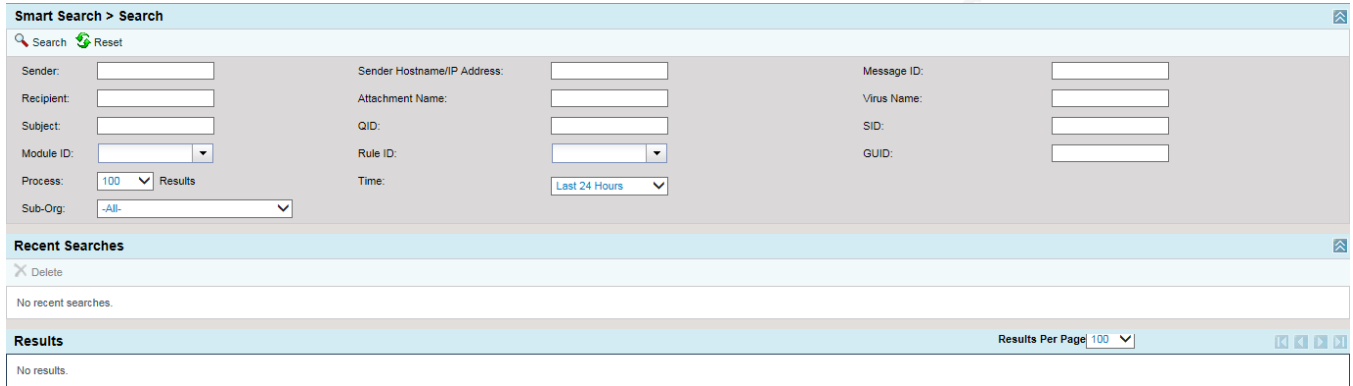 Smart Search > Search
Search Reset
Sender: Sender Hostname/IP Address: Message ID:
Recipient: Attachment Name: Virus Name:
Subject: QID: SID:
Module ID: Rule ID: GUID:
Process: 100 Results Time: Last 24 Hours
Sub-Org: -All-
Recent Searches
Delete
No recent searches.
Results Results Per Page 100
No results.